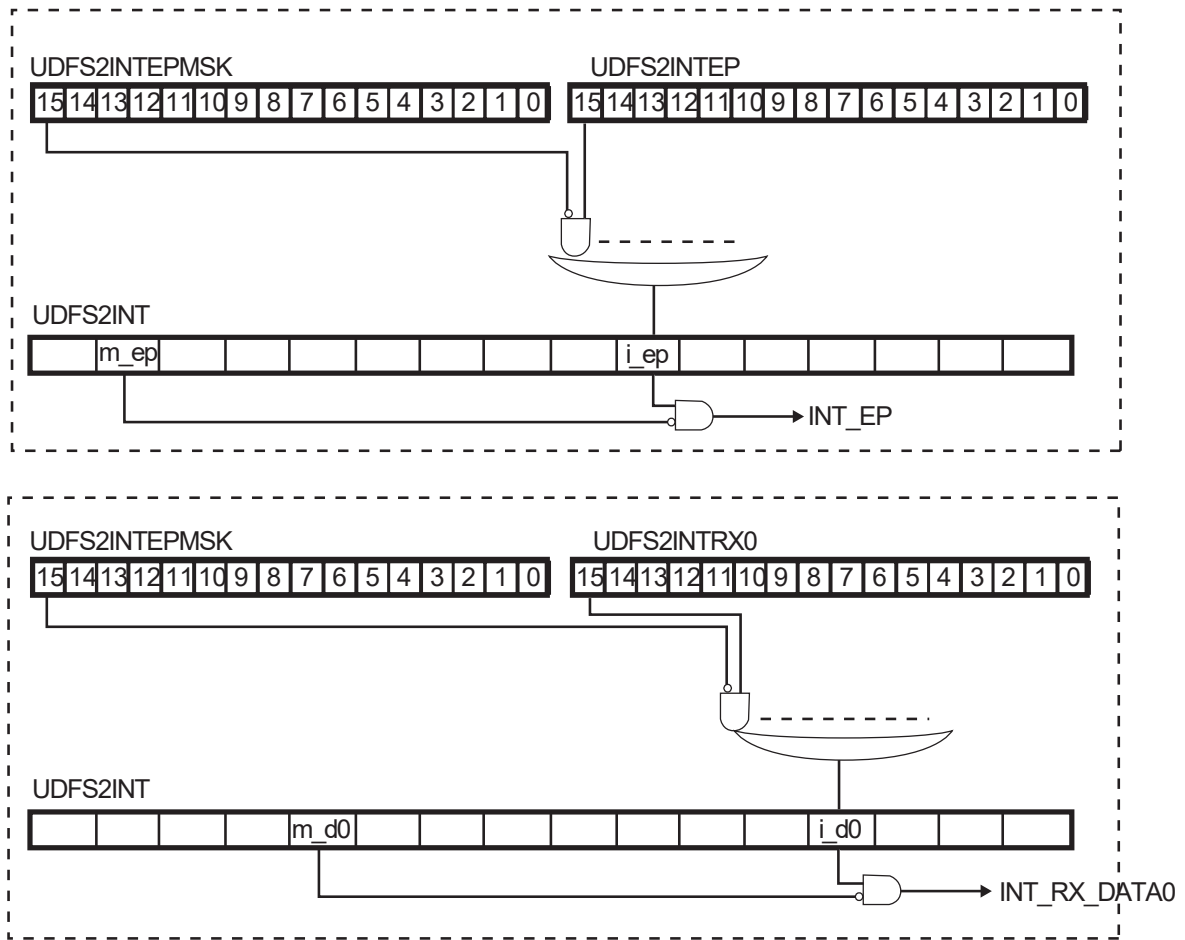 UDFS2INTEPMSK UDFS2INTEP
15 14 13 12 11 10 9 8 7 6 5 4 3 2 1 0 15 14 13 12 11 10 9 8 7 6 5 4 3 2 1 0
UDFS2INT
m_ep i_ep
INT_EP
UDFS2INTEPMSK UDFS2INTRX0
15 14 13 12 11 10 9 8 7 6 5 4 3 2 1 0 15 14 13 12 11 10 9 8 7 6 5 4 3 2 1 0
UDFS2INT
m_d0 i_d0
INT_RX_DATA0